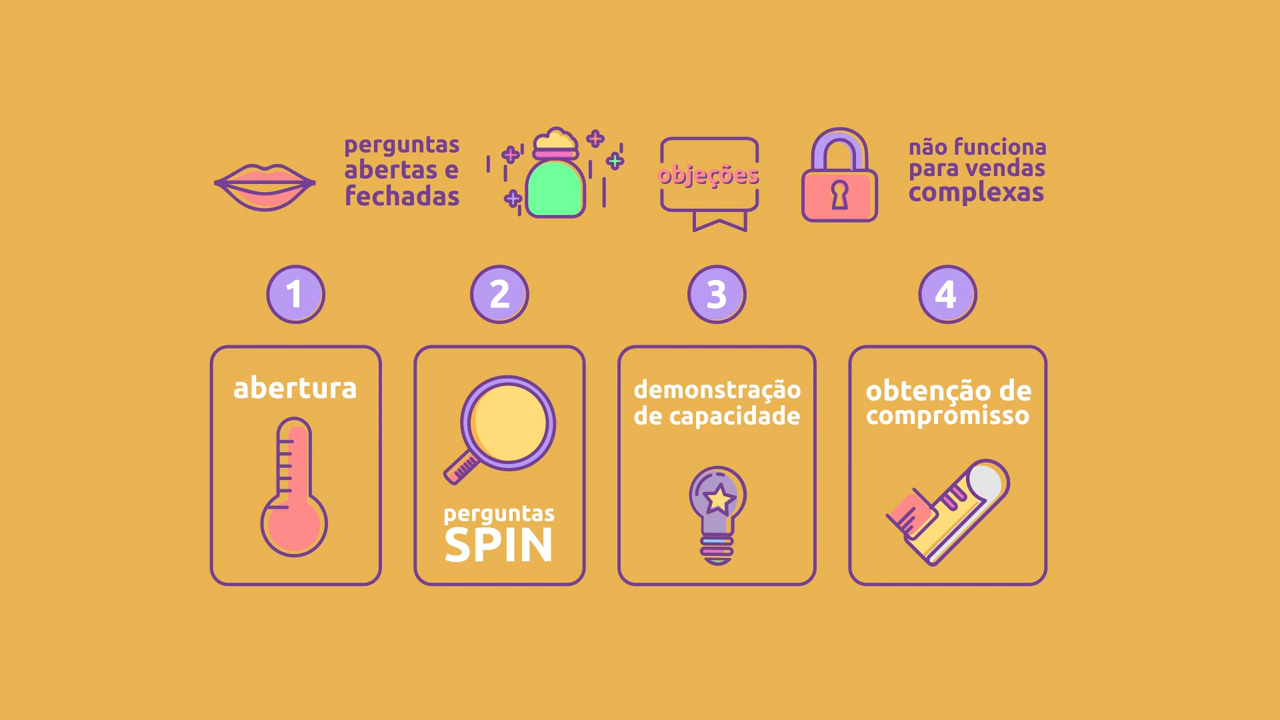 perguntas
abertas e
fechadas
objeções
não funciona
para vendas
complexas
1
2
3
4
abertura
perguntas
SPIN
demonstração
de capacidade
obtenção de
compromisso